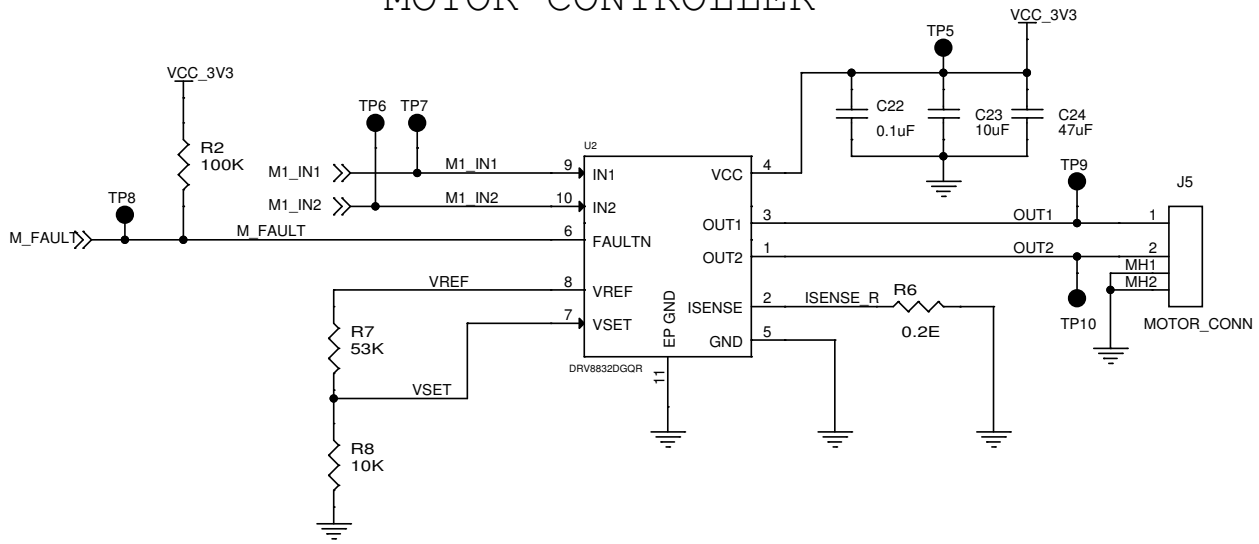 MOTOR CONTROLLER
VCC_3V3
TP5
VCC_3V3
TP6 TP7
C22
0.1uF
C23
10uF
C24
47uF
R2
100K
U2
M1_IN1 M1_IN1 9 IN1 VCC 4
TP9
J5
M1_IN2 M1_IN2 10 IN2
TP8
OUT1 3 OUT1 1
M_FAULT M_FAULT 6 FAULTN
OUT2 1 OUT2 2
MH1
MH2
VREF 8 VREF
ISENSE 2 ISENSE_R R6
0.2E
TP10 MOTOR_CONN
7 VSET
R7
53K
EP GND
GND 5
DRV8832DGQR
11
VSET
R8
10K